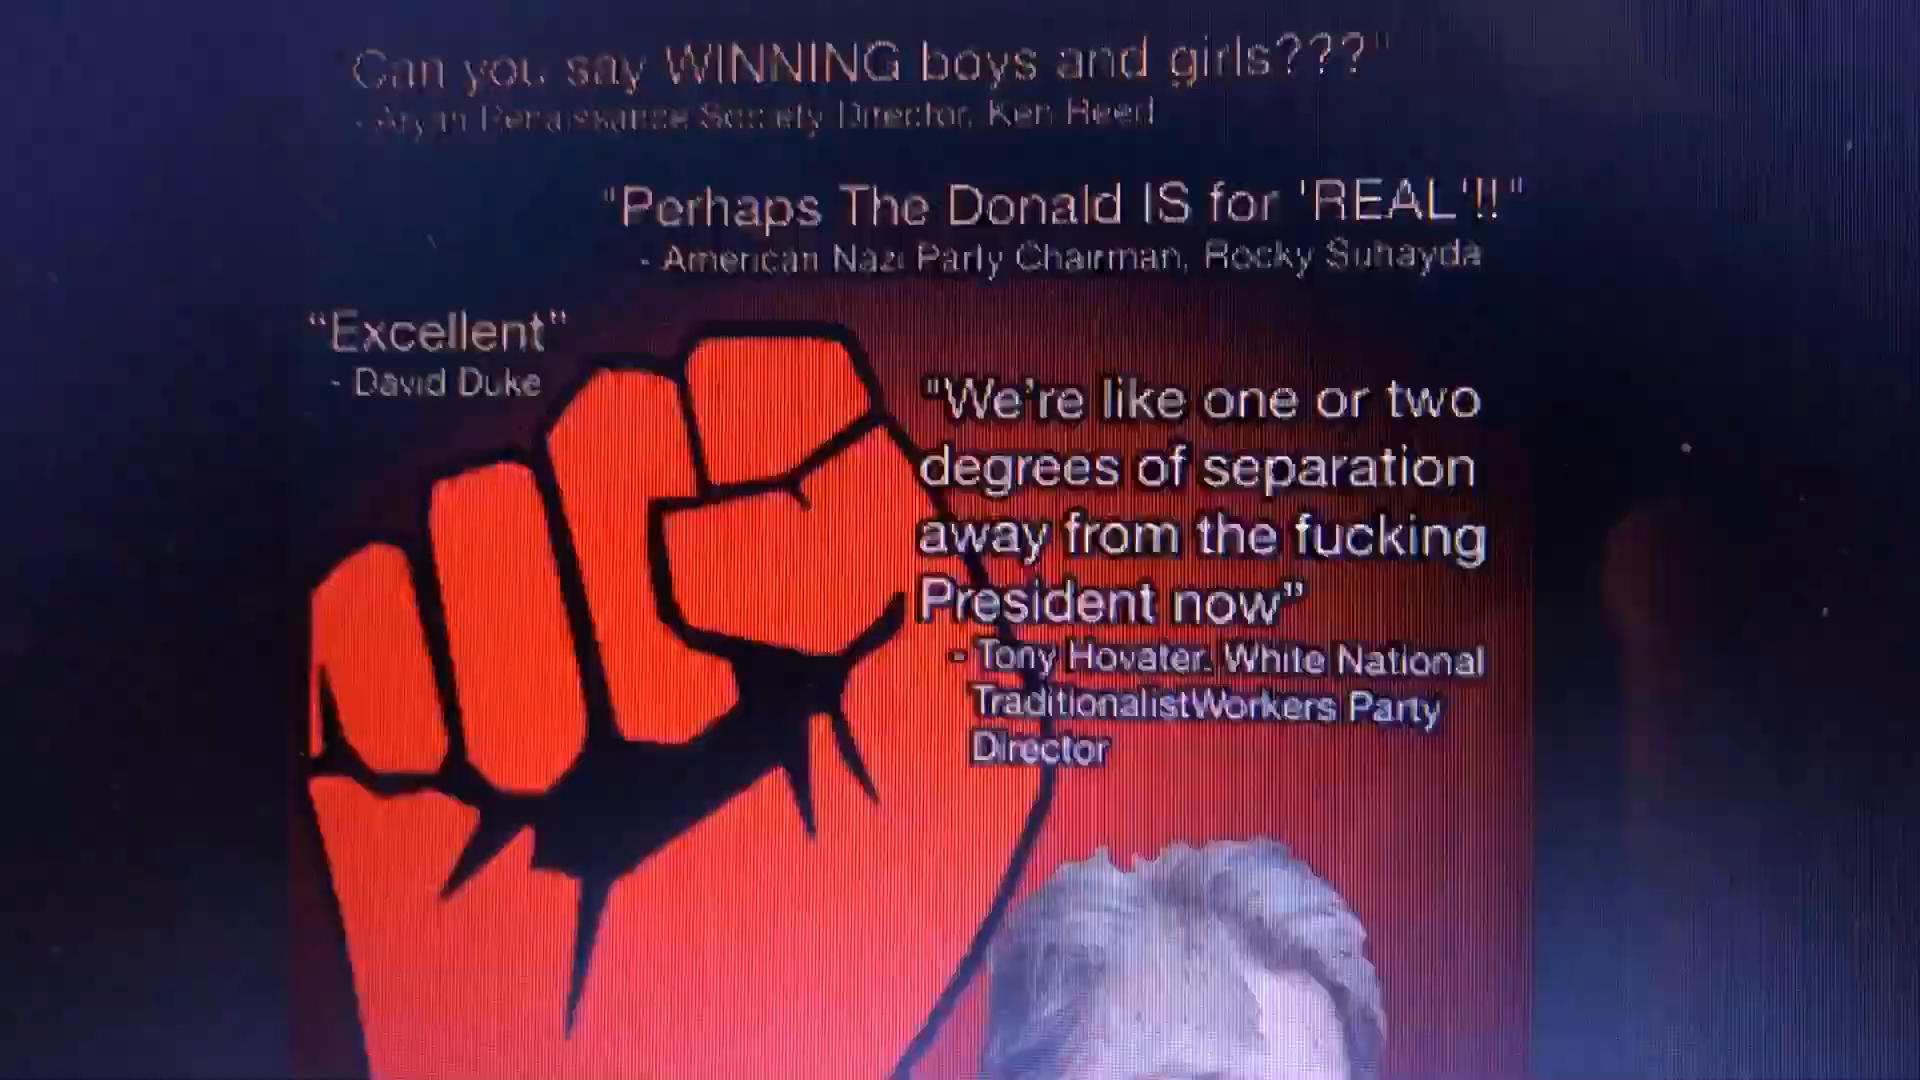 "Can you say WINNING boys and girls???"
- Aryan Renaissance Society Director, Ken Reed
"Perhaps The Donald IS for 'REAL'!!"
- American Nazi Party Chairman, Rocky Suhayda
"Excellent"
- David Duke
"We're like one or two
degrees of separation
away from the fucking
President now"
- Tony Hovater. White National
TraditionalistWorkers Party
Director